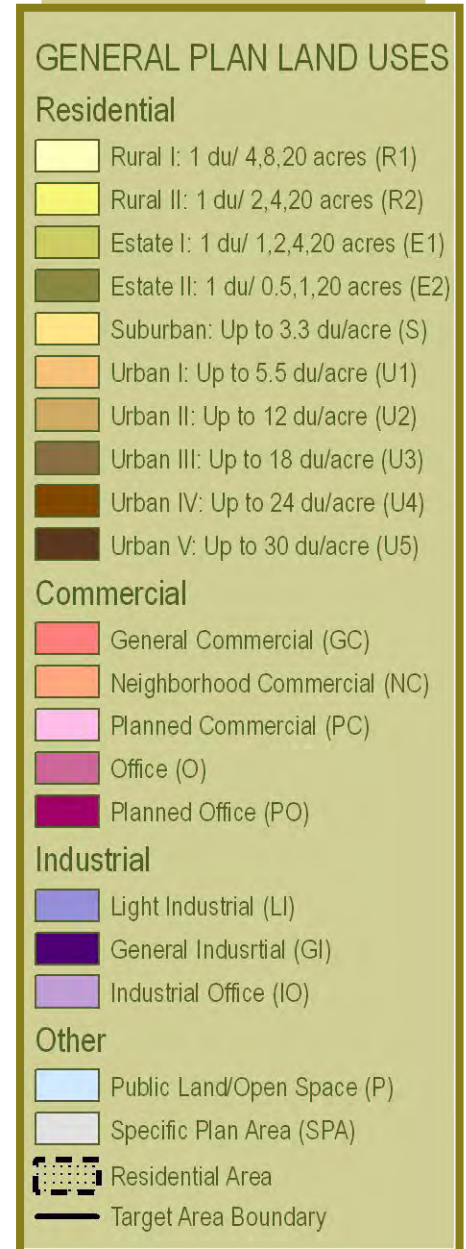 GENERAL PLAN LAND USES
Residential
Rural I: 1 du/ 4,8,20 acres (R1)
Rural II: 1 du/ 2,4,20 acres (R2)
Estate I: 1 du/ 1,2,4,20 acres (E1)
Estate II: 1 du/ 0.5,1,20 acres (E2)
Suburban: Up to 3.3 du/acre (S)
Urban I: Up to 5.5 du/acre (U1)
Urban II: Up to 12 du/acre (U2)
Urban III: Up to 18 du/acre (U3)
Urban IV: Up to 24 du/acre (U4)
Urban V: Up to 30 du/acre (U5)
Commercial
General Commercial (GC)
Neighborhood Commercial (NC)
Planned Commercial (PC)
Office (O)
Planned Office (PO)
Industrial
Light Industrial (LI)
General Indusrtial (GI)
Industrial Office (IO)
Other
Public Land/Open Space (P)
Specific Plan Area (SPA)
Residential Area
Target Area Boundary